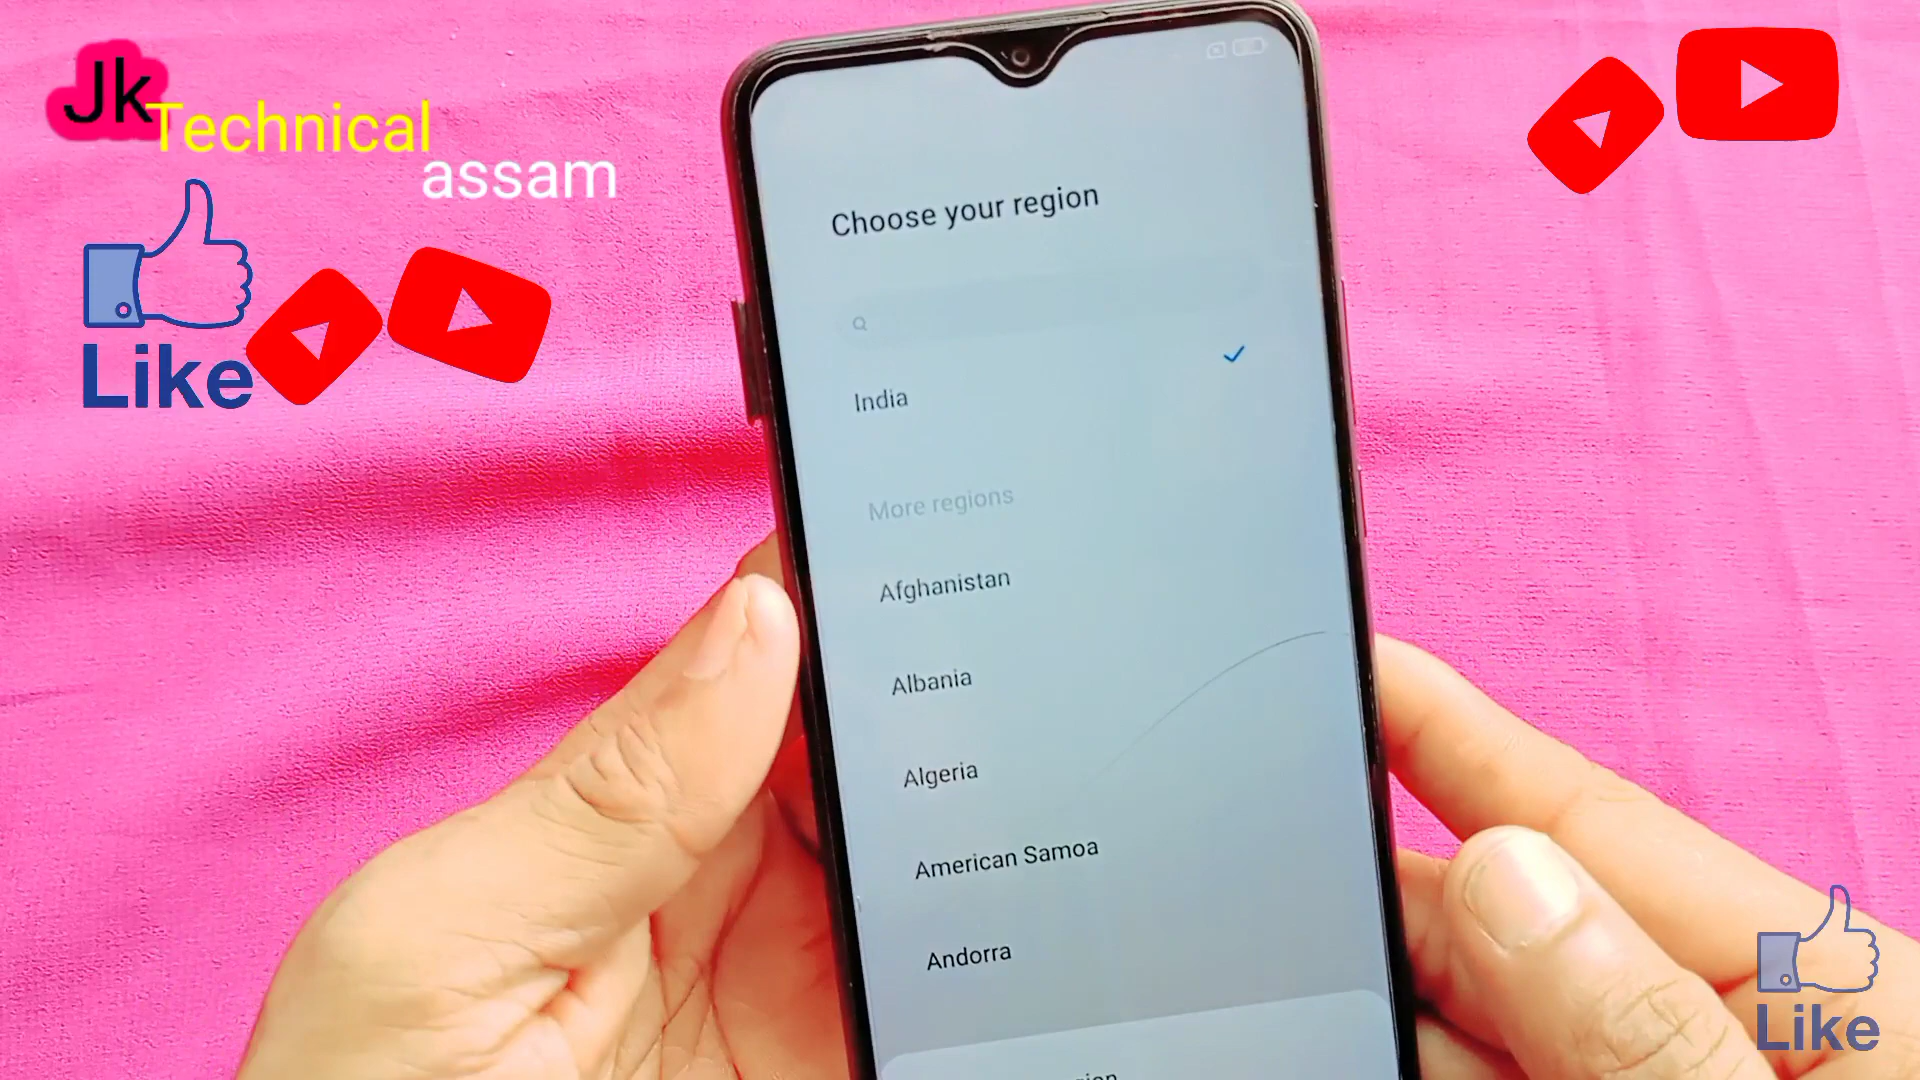 Jk
Technical
assam
Like
Choose your region
India
More regions
Afghanistan
Albania
Algeria
American Samoa
Andorra
Like